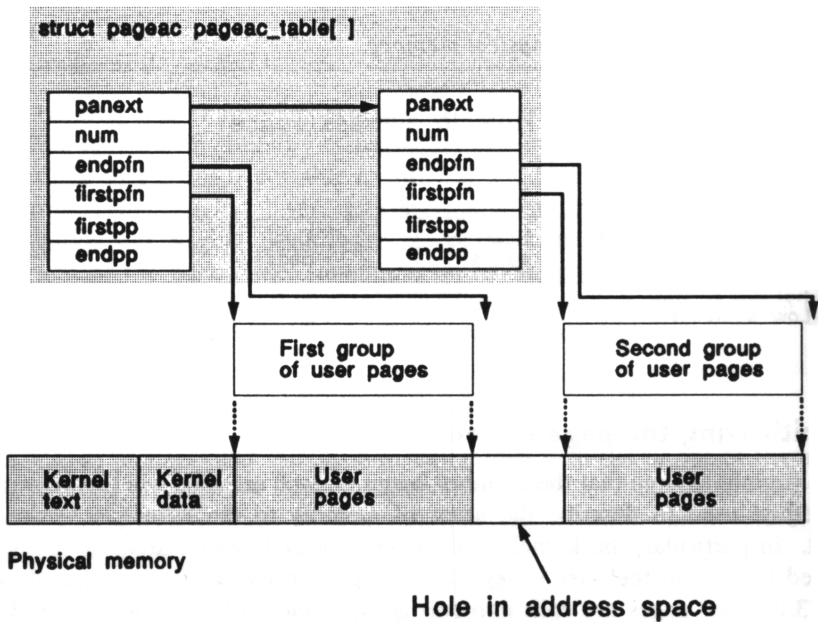 struct pageac pageac_table[ ]
panext
num
endpfn
firstpfn
firstpp
endpp
panext
num
endpfn
firstpfn
firstpp
endpp
First group
of user pages
Second group
of user pages
Kernel
text
Kernel
data
User
pages
User
pages
Physical memory
Hole in address space